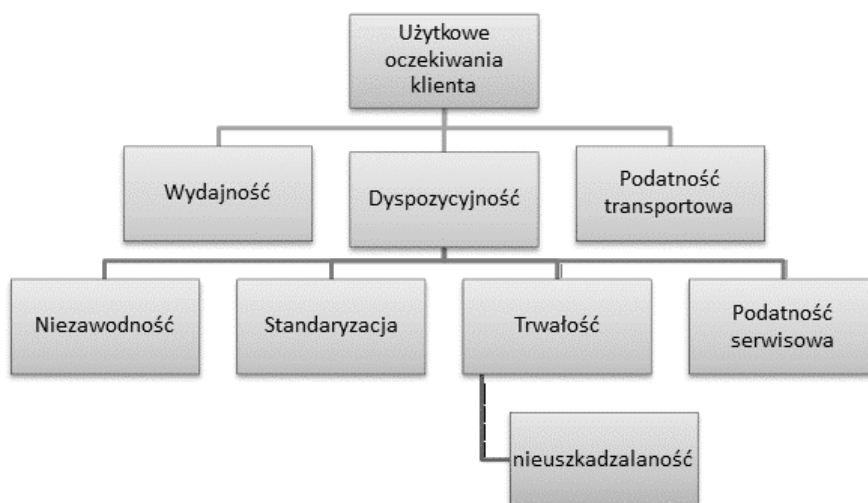 Użytkowe
oczekiwania
klienta
Wydajność
Dyspozycyjność
Podatność
transportowa
Niezawodność
Standaryzacja
Trwałość
Podatność
serwisowa
nieuszkadzalaność